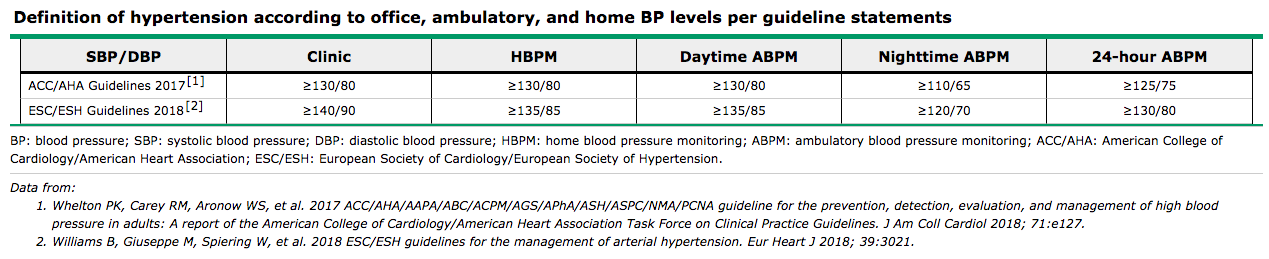 Definition of hypertension according to office, ambulatory, and home BP levels per guideline statements
SBP/DBP Clinic HBPM Daytime ABPM Nighttime ABPM 24-hour ABPM
ACC/AHA Guidelines 2017[1] ≥130/80 ≥130/80 ≥130/80 ≥110/65 ≥125/75
ESC/ESH Guidelines 2018[2] ≥140/90 ≥135/85 ≥135/85 ≥120/70 ≥130/80
BP: blood pressure; SBP: systolic blood pressure; DBP: diastolic blood pressure; HBPM: home blood pressure monitoring; ABPM: ambulatory blood pressure monitoring; ACC/AHA: American College of
Cardiology/American Heart Association; ESC/ESH: European Society of Cardiology/European Society of Hypertension.
Data from:
1. Whelton PK, Carey RM, Aronow WS, et al. 2017 ACC/AHA/AAPA/ABC/ACPM/AGS/APhA/ASH/ASPC/NMA/PCNA guideline for the prevention, detection, evaluation, and management of high blood
pressure in adults: A report of the American College of Cardiology/American Heart Association Task Force on Clinical Practice Guidelines. J Am Coll Cardiol 2018; 71:e127.
2. Williams B, Giuseppe M, Spiering W, et al. 2018 ESC/ESH guidelines for the management of arterial hypertension. Eur Heart J 2018; 39:3021.